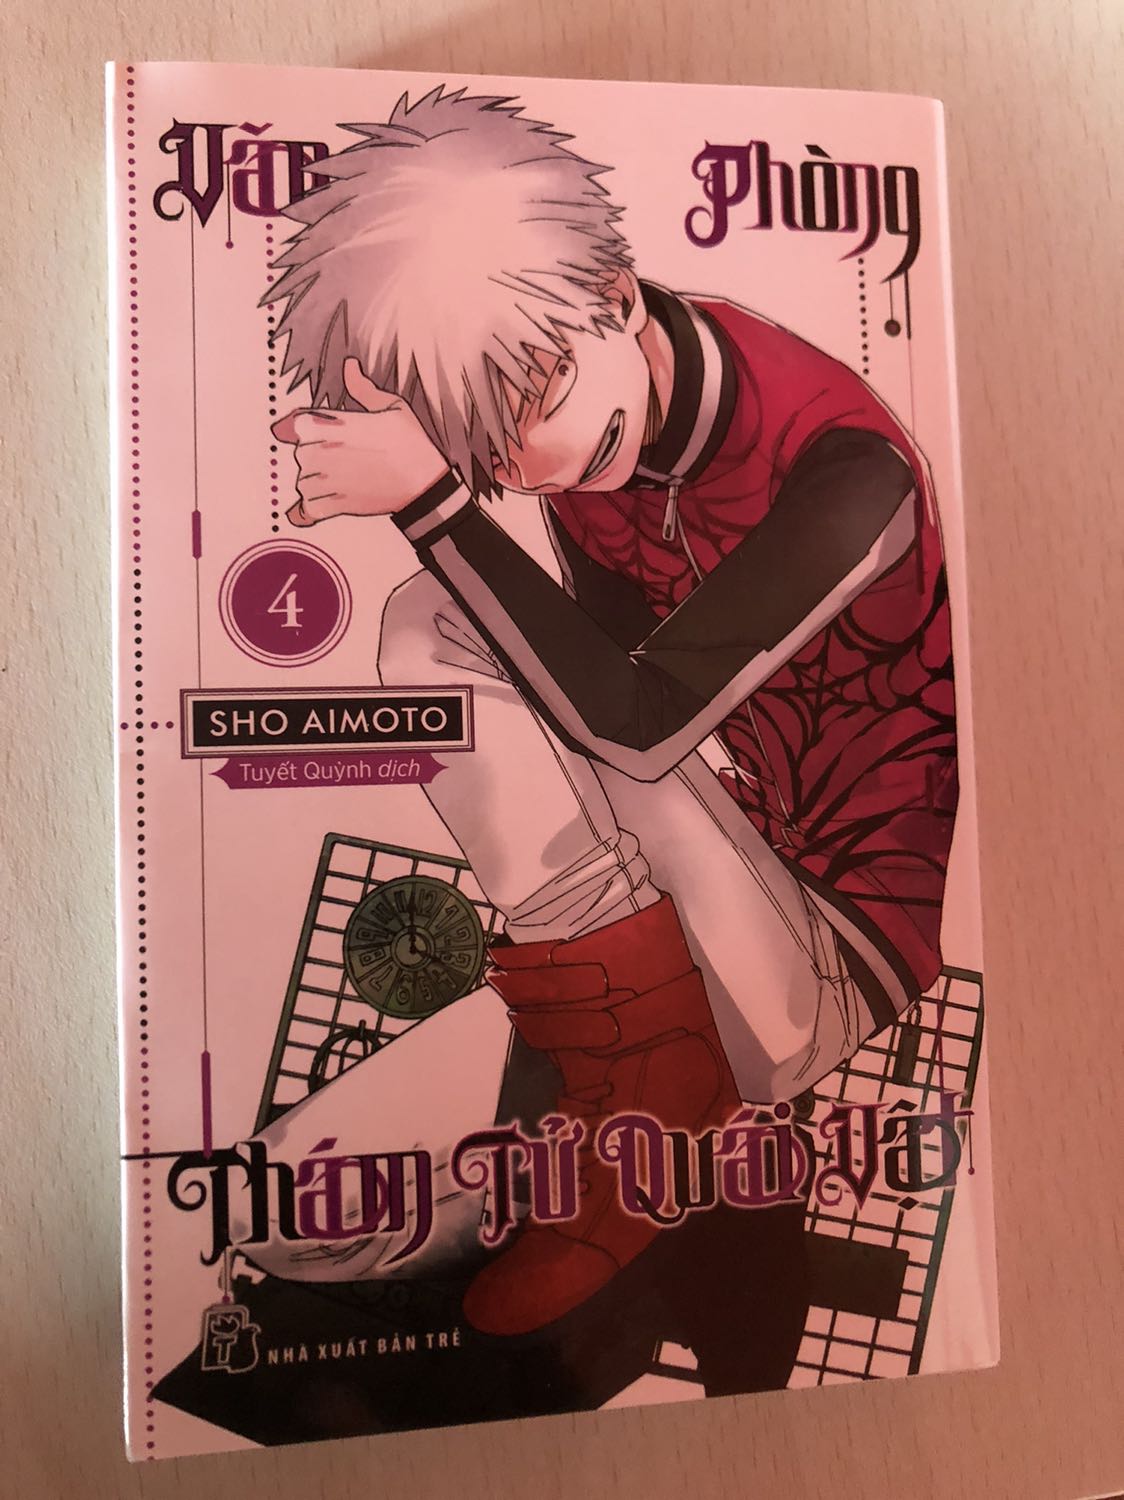 Văn Phòng
4
SHO AIMOTO
Tuyết Quỳnh dịch
Thám Tử Quái Vật
T
NHÀ XUẤT BẢN TRẺ